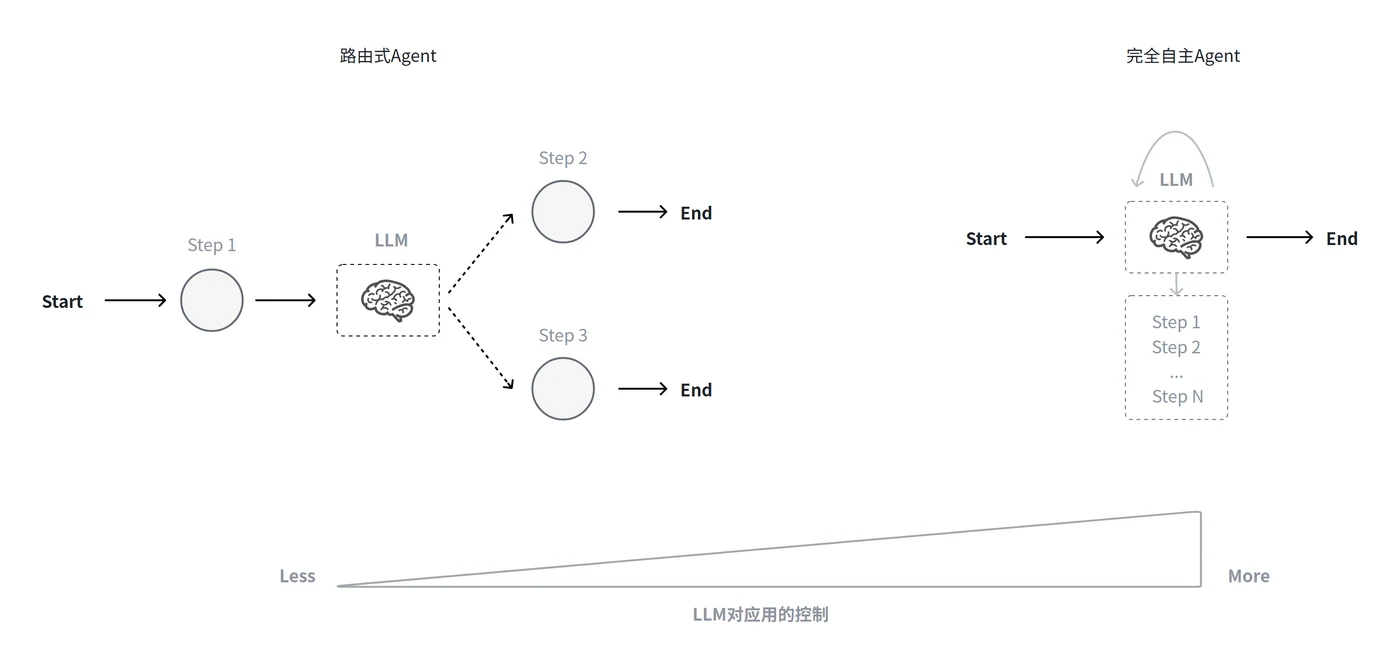 路由式Agent
完全自主Agent
Step 2
End
Step 1
LLM
Start
Step 3
End
LLM
Start
End
Step 1
Step 2
...
Step N
Less
More
LLM对应用的控制